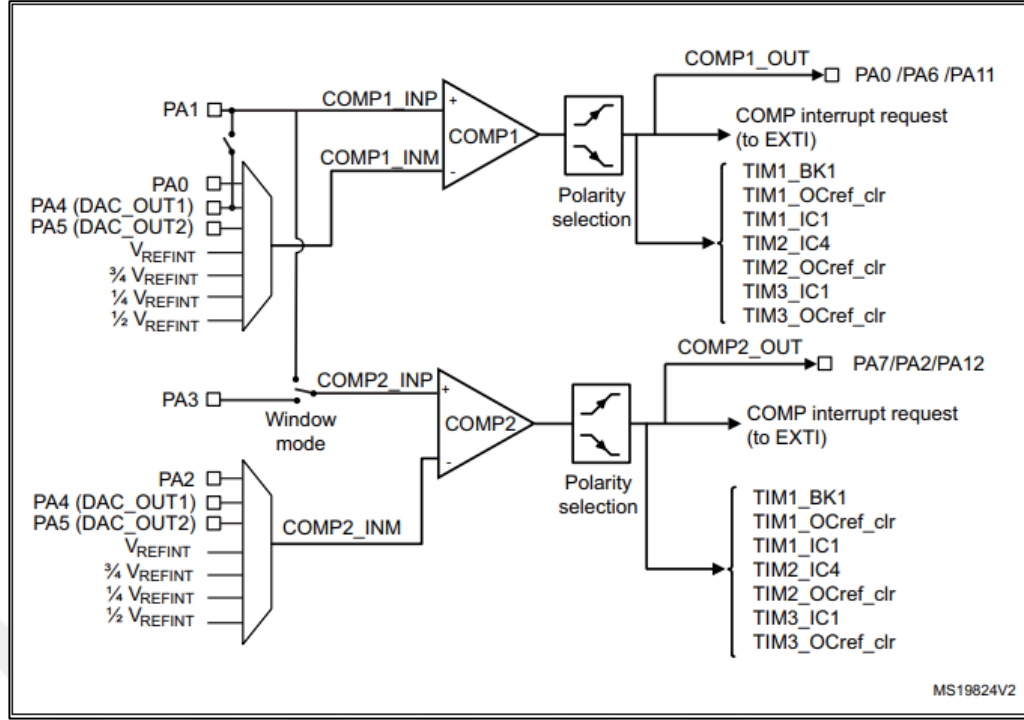 COMP1_OUT
PA0 /PA6 /PA11
PA1
COMP1_INP
+
COMP1
COMP interrupt request
(to EXTI)
COMP1_INM
-
Polarity
selection
PA0
PA4 (DAC_OUT1)
PA5 (DAC_OUT2)
VREFINT
¾ VREFINT
¼ VREFINT
½ VREFINT
TIM1_BK1
TIM1_OCref_clr
TIM1_IC1
TIM2_IC4
TIM2_OCref_clr
TIM3_IC1
TIM3_OCref_clr
COMP2_OUT
PA7/PA2/PA12
PA3
Window
mode
COMP2_INP
+
COMP2
COMP interrupt request
(to EXTI)
-
Polarity
selection
PA2
PA4 (DAC_OUT1)
PA5 (DAC_OUT2)
VREFINT
¾ VREFINT
¼ VREFINT
½ VREFINT
COMP2_INM
TIM1_BK1
TIM1_OCref_clr
TIM1_IC1
TIM2_IC4
TIM2_OCref_clr
TIM3_IC1
TIM3_OCref_clr
MS19824V2